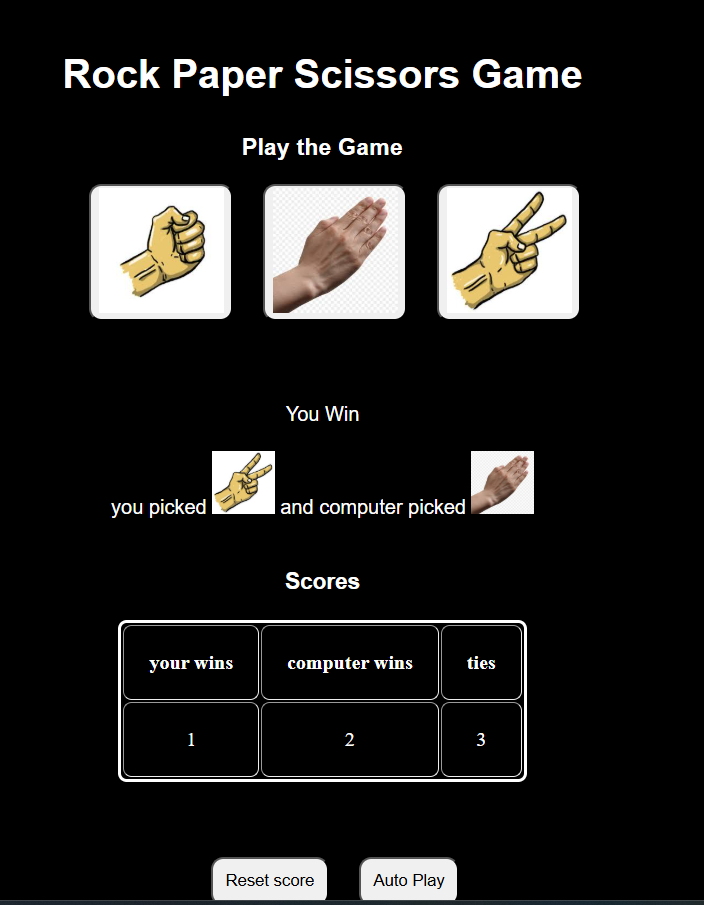 Rock Paper Scissors Game
Play the Game
You Win
you picked and computer picked
Scores
your wins computer wins ties
1 2 3
Reset score Auto Play